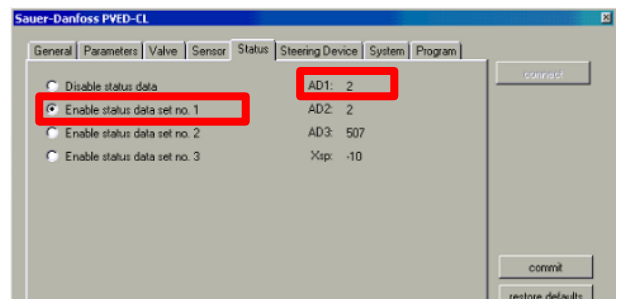 Sauer-Danfoss PVED-CL
General Parameters Valve Sensor Status Steering Device System Program
connect
Disable status data AD1: 2
Enable status data set no. 1 AD2: 2
Enable status data set no. 2 AD3: 507
Enable status data set no. 3 Xsp: -10
commit
restore defaults